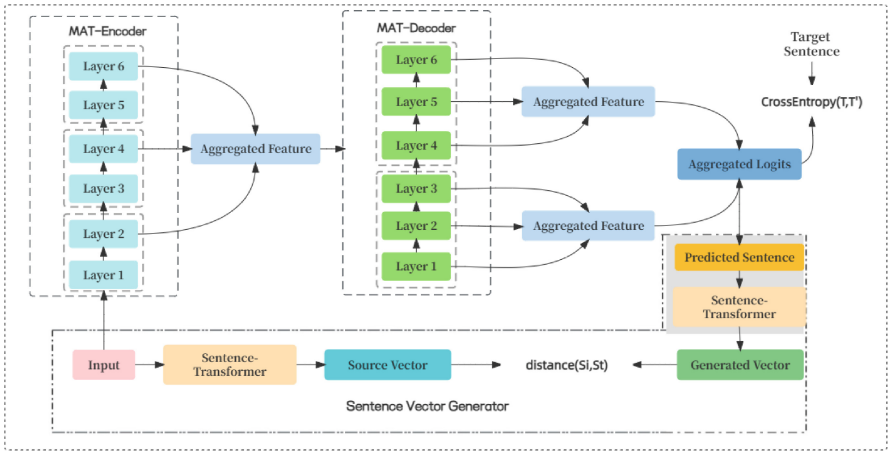 MAT-Encoder
Layer 6
Layer 5
Layer 4
Layer 3
Layer 2
Layer 1
Aggregated Feature
MAT-Decoder
Layer 6
Layer 5
Layer 4
Layer 3
Layer 2
Layer 1
Aggregated Feature
Aggregated Feature
Target
Sentence
CrossEntropy(T,T')
Aggregated Logits
Predicted Sentence
Sentence-
Transformer
Input
Sentence-
Transformer
Source Vector
distance(Si,St)
Generated Vector
Sentence Vector Generator